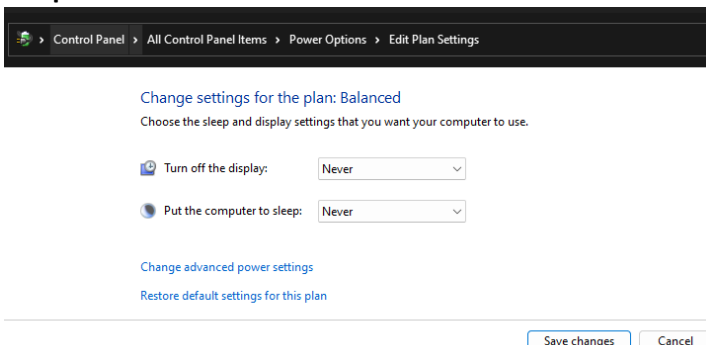 Control Panel > All Control Panel Items > Power Options > Edit Plan Settings
Change settings for the plan: Balanced
Choose the sleep and display settings that you want your computer to use.
Turn off the display: Never
Put the computer to sleep: Never
Change advanced power settings
Restore default settings for this plan
Save changes Cancel